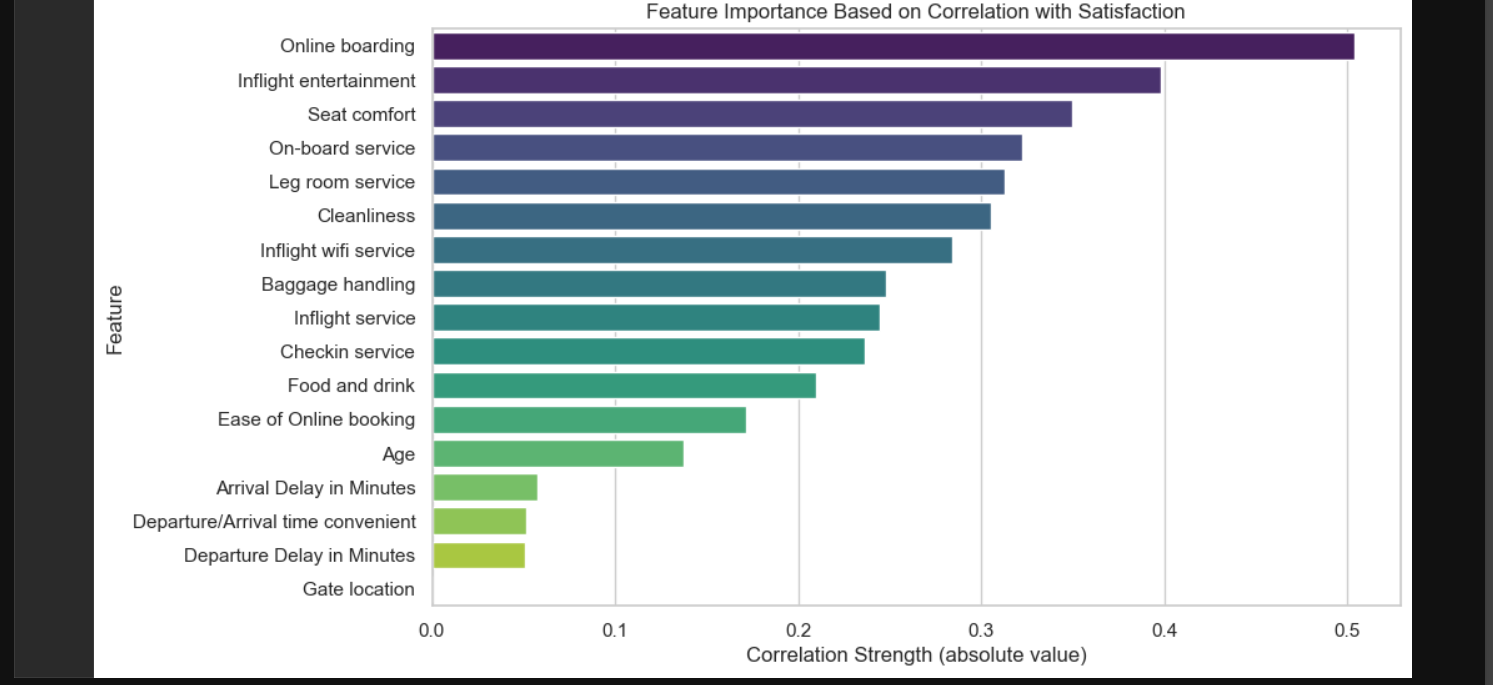 Feature Importance Based on Correlation with Satisfaction
Online boarding
Inflight entertainment
Seat comfort
On-board service
Leg room service
Cleanliness
Inflight wifi service
Baggage handling
Inflight service
Checkin service
Food and drink
Ease of Online booking
Age
Arrival Delay in Minutes
Departure/Arrival time convenient
Departure Delay in Minutes
Gate location
Feature
0.0 0.1 0.2 0.3 0.4 0.5
Correlation Strength (absolute value)